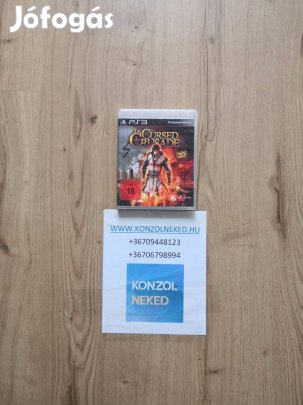 Jófogás
PS3
THE CURSED CRUSADE
18
WWW.KONZOLNEKED.HU
+36709448123
+36706798994
KONZOL
NEKED